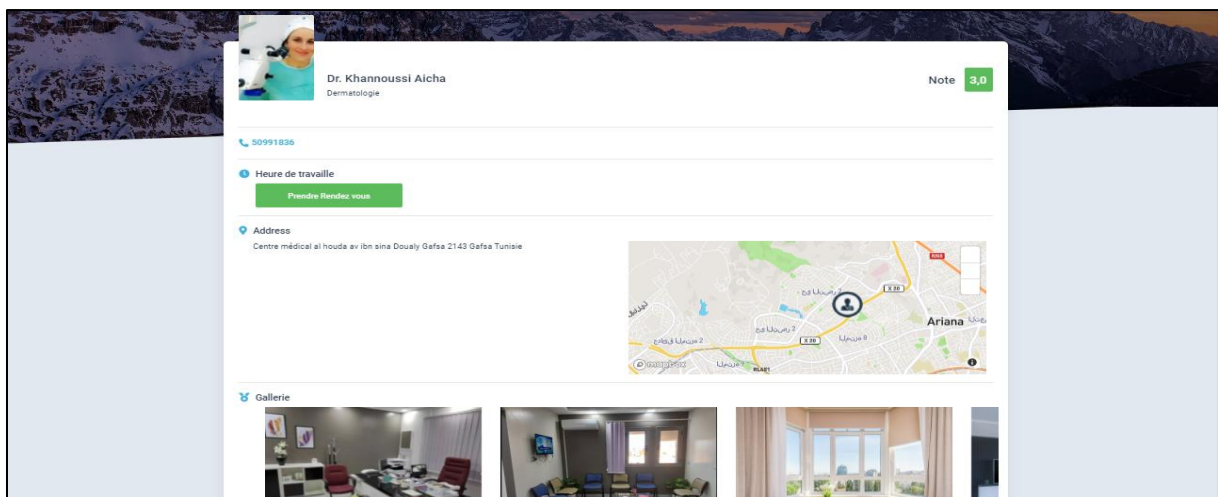 Dr. Khannoussi Aicha
Dermatologie
Note 3,0
50991836
Heure de travaille
Prendre Rendez vous
Address
Centre médical al houda av ibn sina Doualy Gafsa 2143 Gafsa Tunisie
X 20
Ariana
X 20
mapbox
RLA81
Gallerie